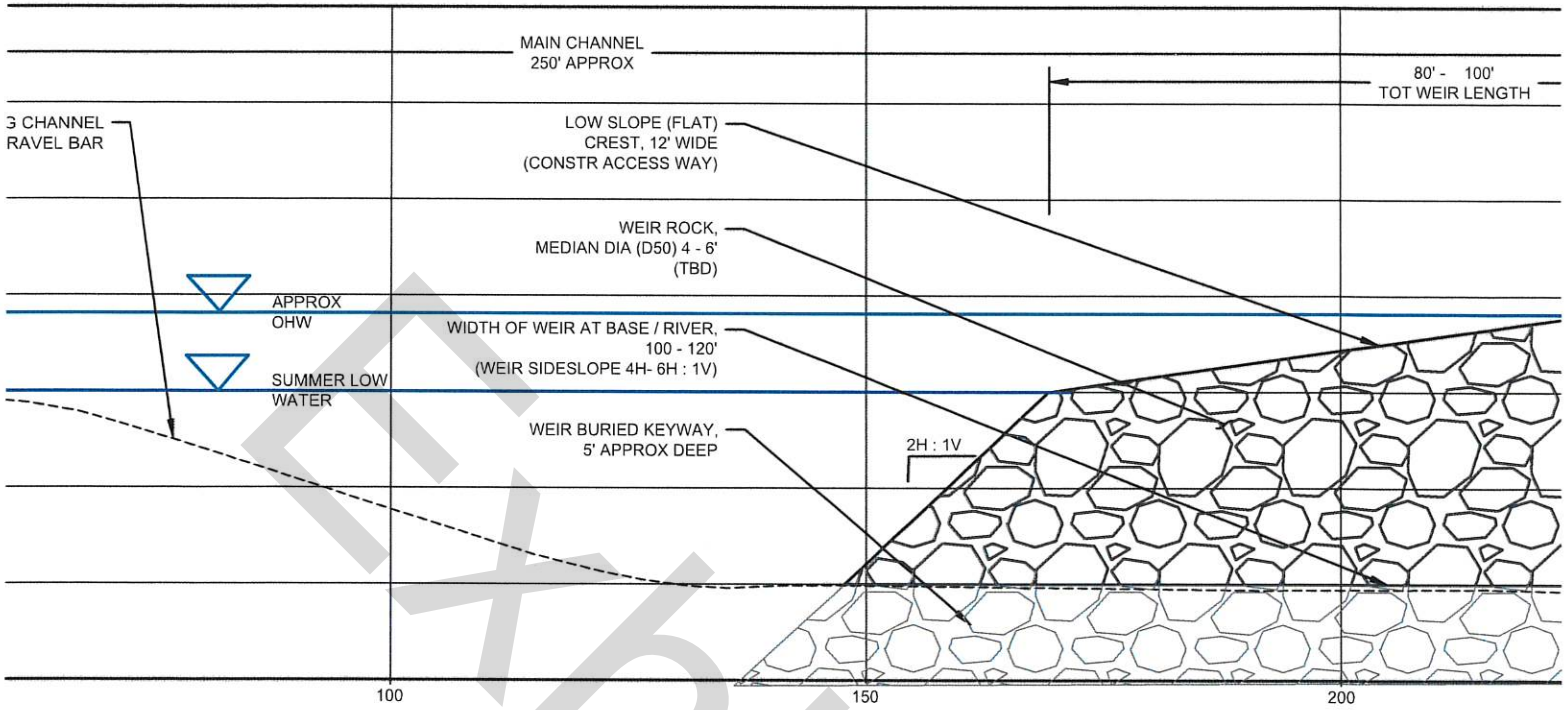 MAIN CHANNEL
250' APPROX
80' - 100'
TOT WEIR LENGTH
G CHANNEL
RAVEL BAR
LOW SLOPE (FLAT)
CREST, 12' WIDE
(CONSTR ACCESS WAY)
WEIR ROCK,
MEDIAN DIA (D50) 4 - 6'
(TBD)
APPROX
OHW
WIDTH OF WEIR AT BASE / RIVER,
100 - 120'
(WEIR SIDESLOPE 4H- 6H : 1V)
SUMMER LOW
WATER
WEIR BURIED KEYWAY,
5' APPROX DEEP
2H : 1V
100
150
200